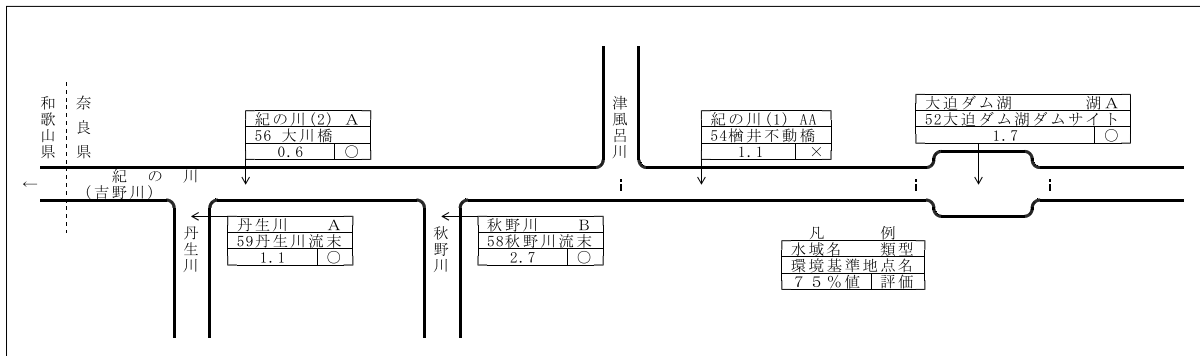 和歌山県
奈良県
←
紀の川
(吉野川)
紀の川(2) A
56 大川橋
0.6 ○
津風呂川
紀の川(1) AA
54楢井不動橋
1.1 ×
大迫ダム湖 湖A
52大迫ダム湖ダムサイト
1.7 ○
丹生川
丹生川 A
59丹生川流末
1.1 ○
秋野川
秋野川 B
58秋野川流末
2.7 ○
凡 例
水域名 類型
環境基準地点名
75%値 評価